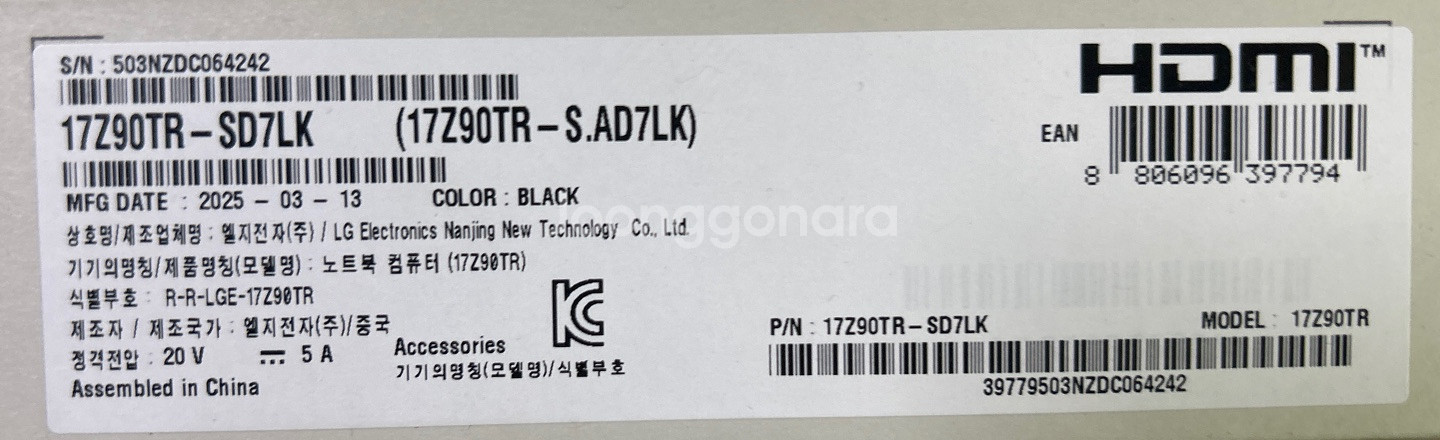 S/N : 503NZDC064242
17Z90TR-SD7LK (17Z90TR-S.AD7LK)
MFG DATE : 2025 - 03 - 13 COLOR : BLACK
상호명/제조업체명 : 엘지전자(주) / LG Electronics Nanjing New Technology Co., Ltd.
기기의명칭/제품명칭(모델명) : 노트북 컴퓨터 (17Z90TR)
식별부호 : R-R-LGE-17Z90TR
제조자 / 제조국가 : 엘지전자(주)/중국
정격전압 : 20 V ⎓ 5 A
Assembled in China
Accessories
기기의명칭(모델명)/식별부호
HDMI™
EAN
8 806096 397794
joonggonara
P/N : 17Z90TR-SD7LK MODEL : 17Z90TR
39779503NZDC064242